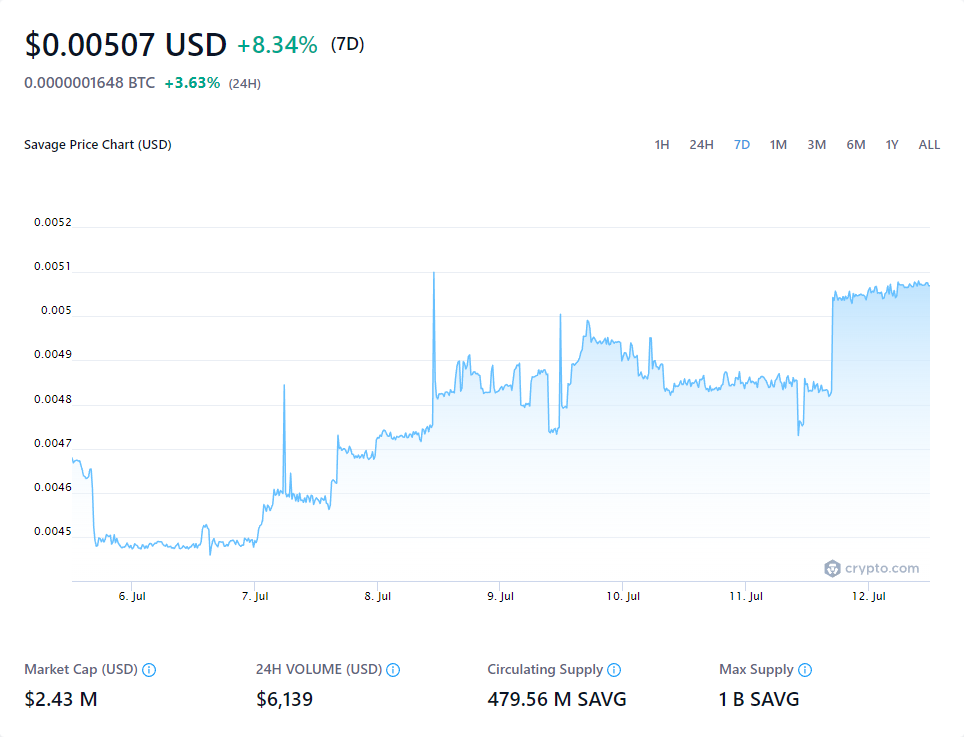 $0.00507 USD +8.34% (7D)
0.0000001648 BTC +3.63% (24H)
Savage Price Chart (USD) 1H 24H 7D 1M 3M 6M 1Y ALL
0.0052
0.0051
0.005
0.0049
0.0048
0.0047
0.0046
0.0045
crypto.com
6. Jul 7. Jul 8. Jul 9. Jul 10. Jul 11. Jul 12. Jul
Market Cap (USD) 24H VOLUME (USD) Circulating Supply Max Supply
$2.43 M $6,139 479.56 M SAVG 1 B SAVG